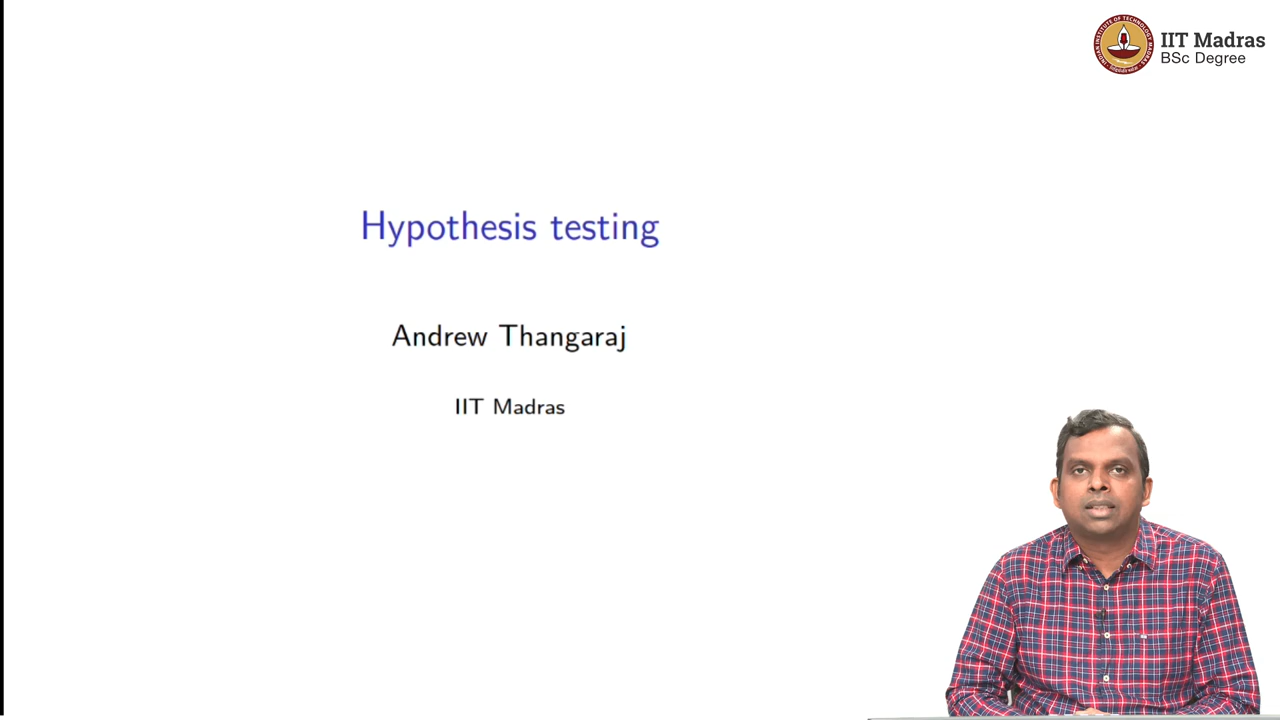 IIT Madras
BSc Degree
Hypothesis testing
Andrew Thangaraj
IIT Madras